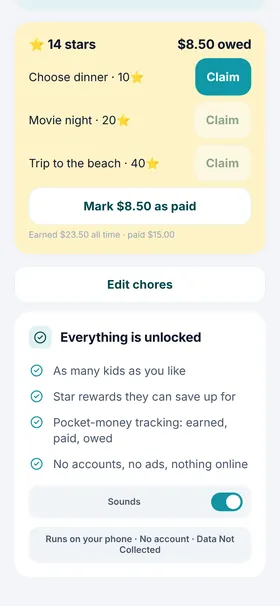 ⭐ 14 stars $8.50 owed
Choose dinner · 10⭐ Claim
Movie night · 20⭐ Claim
Trip to the beach · 40⭐ Claim
Mark $8.50 as paid
Earned $23.50 all time · paid $15.00
Edit chores
Everything is unlocked
As many kids as you like
Star rewards they can save up for
Pocket-money tracking: earned,
paid, owed
No accounts, no ads, nothing online
Sounds
Runs on your phone · No account · Data Not
Collected